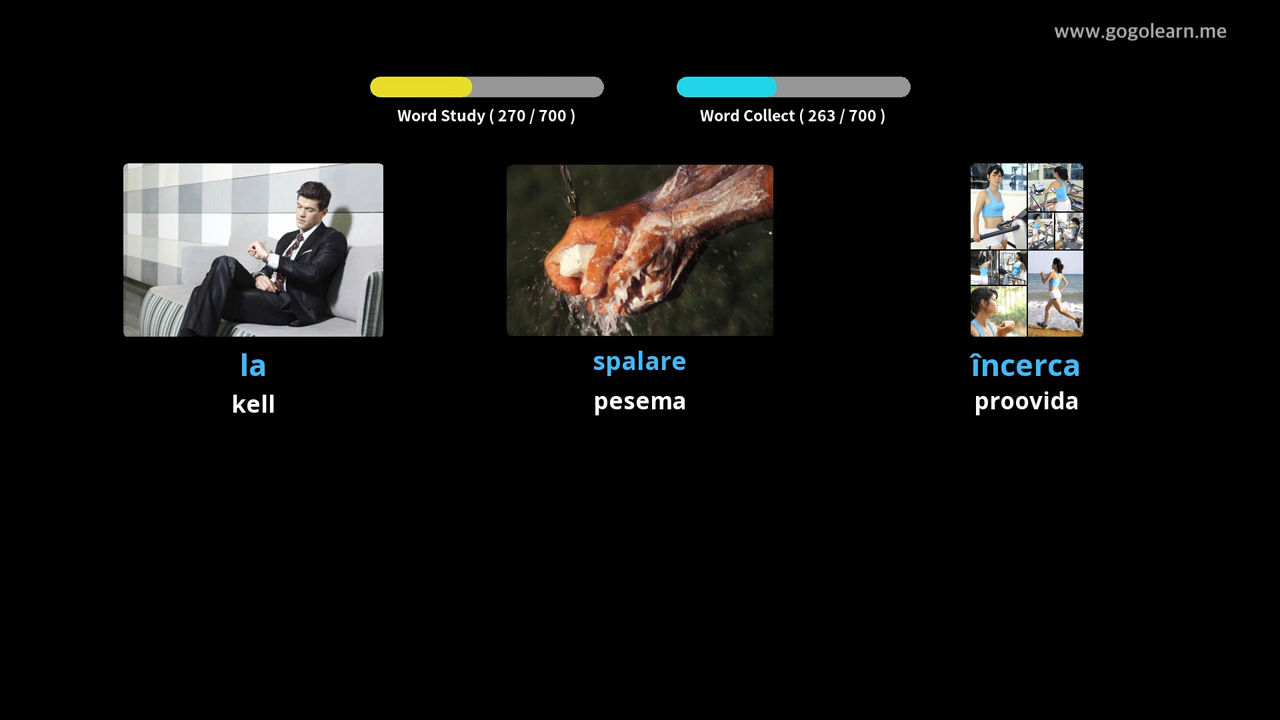 www.gogolearn.me
Word Study ( 270 / 700 )
Word Collect ( 263 / 700 )
la
kell
spalare
pesema
încerca
proovida